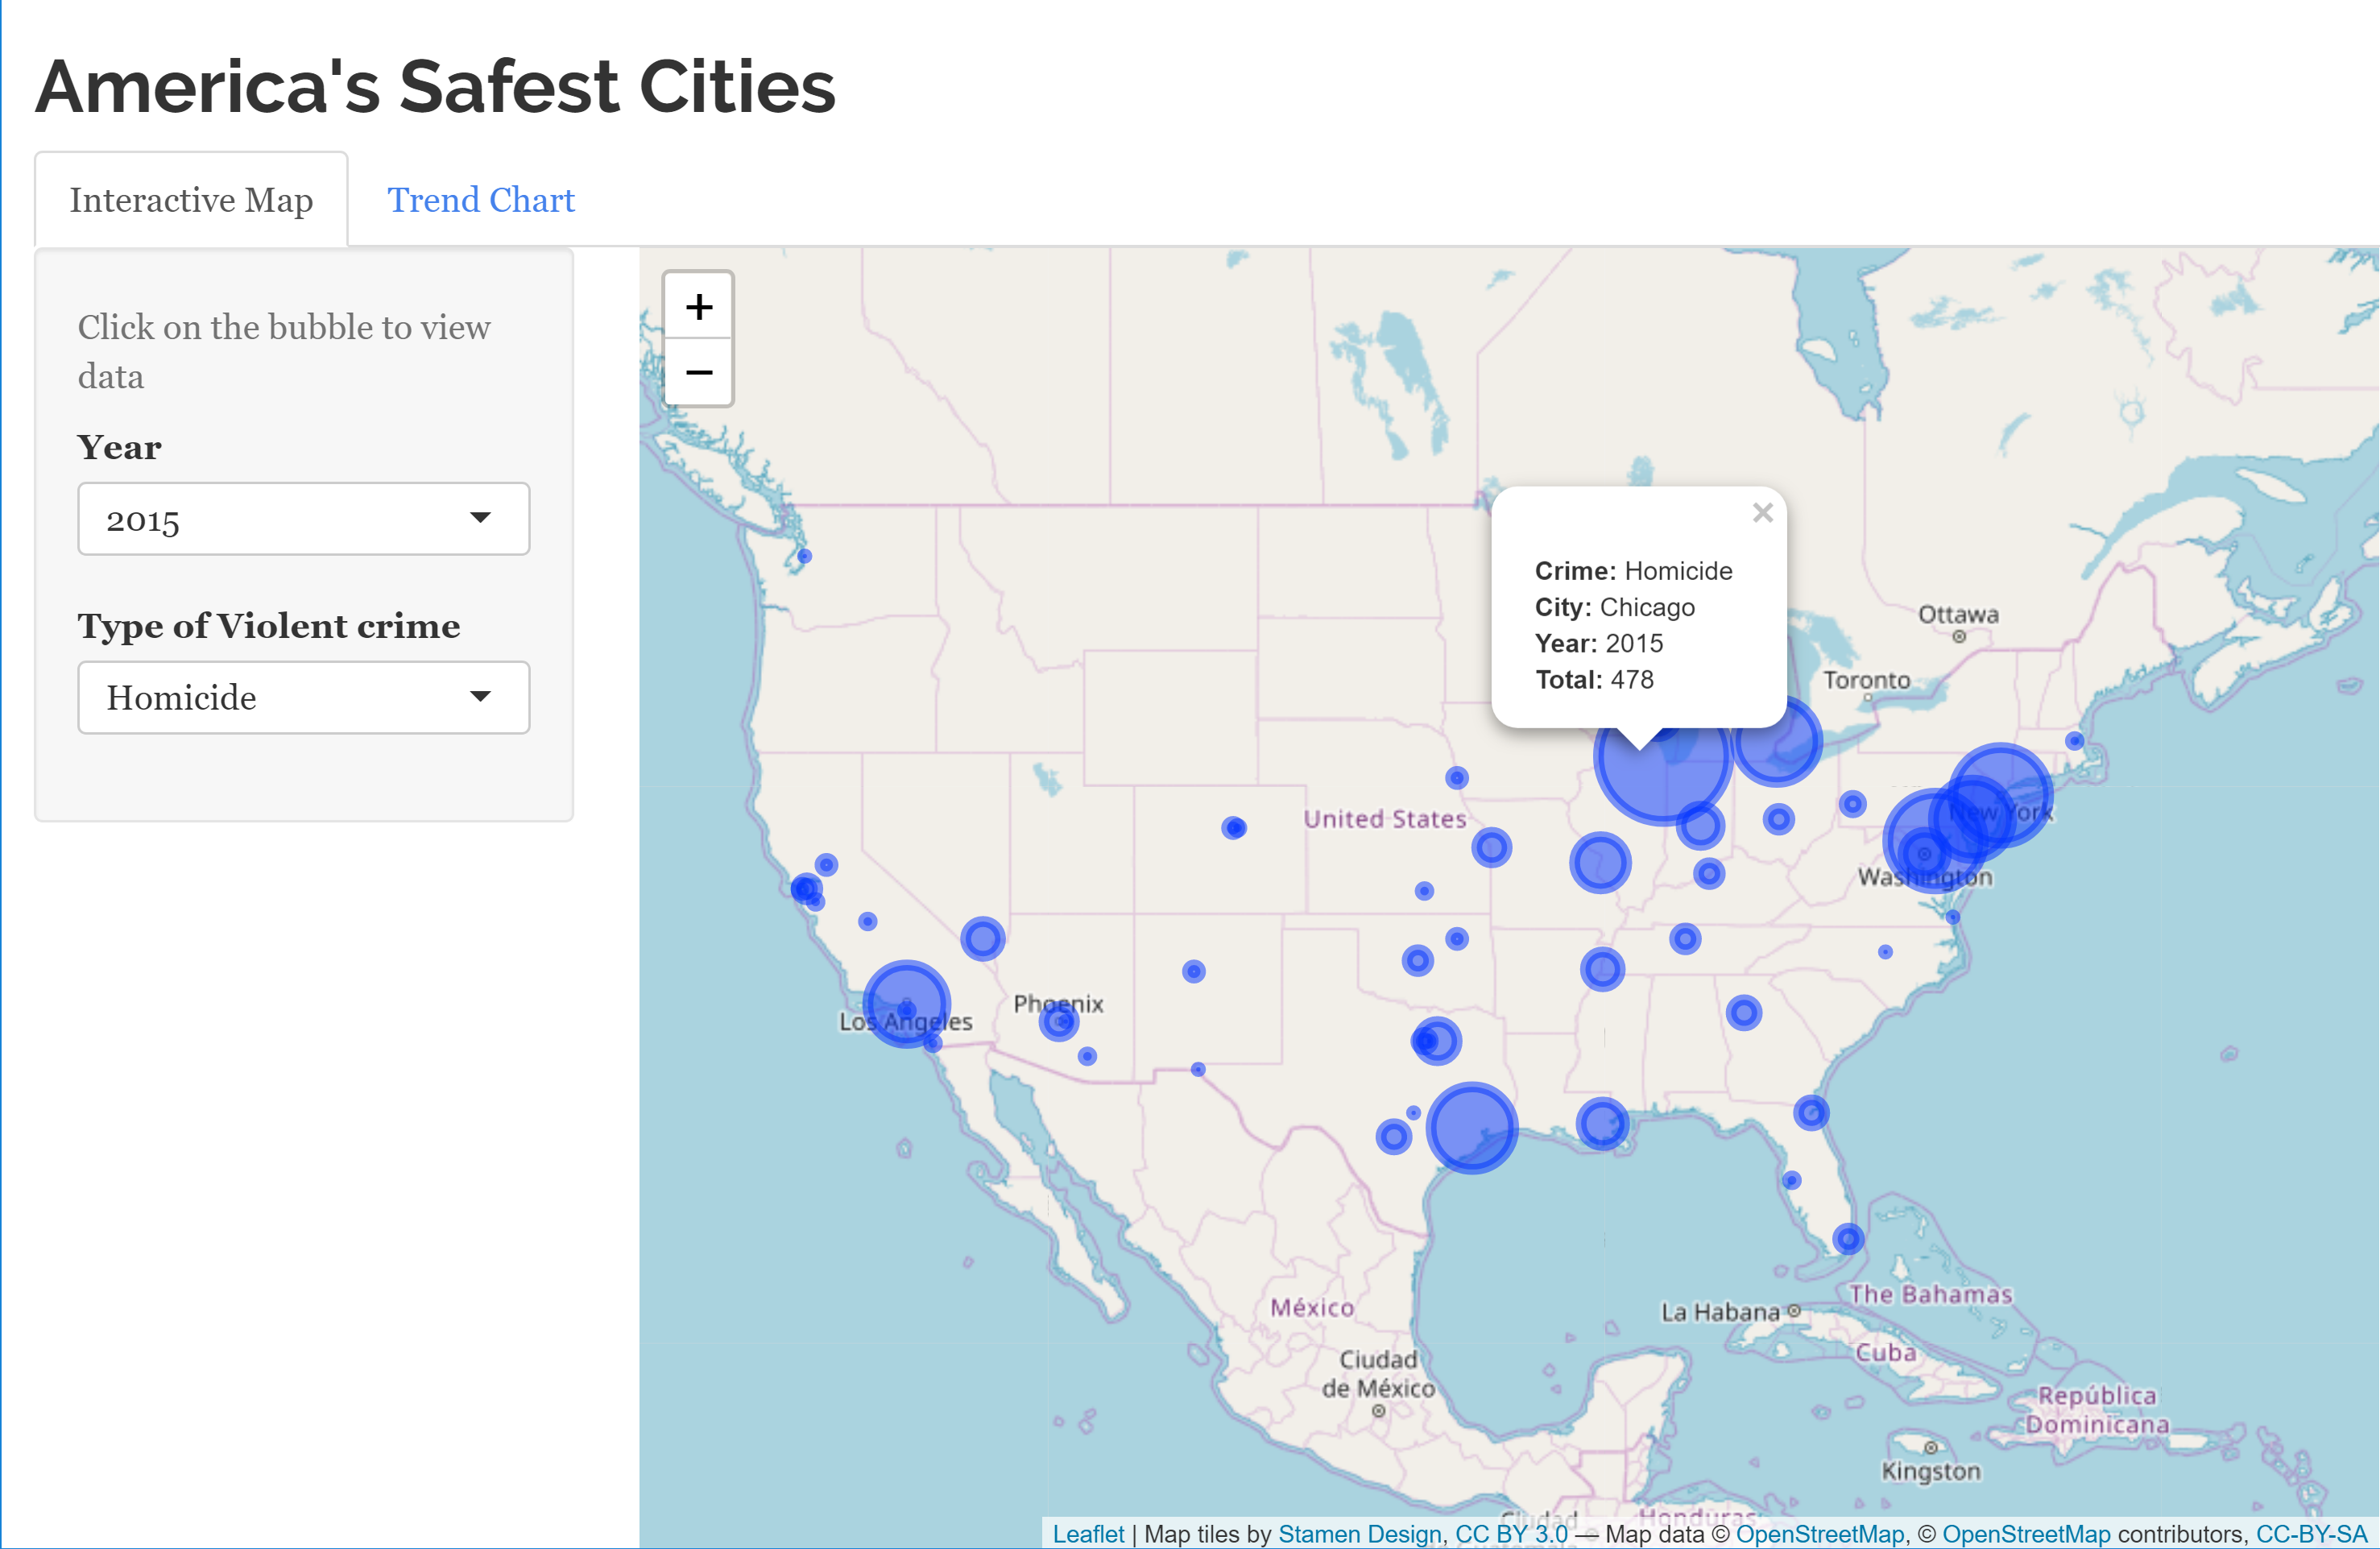 America's Safest Cities
Interactive Map
Trend Chart
Click on the bubble to view
data
Year
2015
Type of Violent crime
Homicide
+
−
×
Crime: Homicide
City: Chicago
Year: 2015
Total: 478
Ottawa
Toronto
United States
New York
Washington
Phoenix
Los Angeles
México
La Habana
The Bahamas
Cuba
Ciudad
de México
República
Dominicana
Kingston
Ciudad
Honduras
Leaflet | Map tiles by Stamen Design, CC BY 3.0 — Map data © OpenStreetMap, © OpenStreetMap contributors, CC-BY-SA